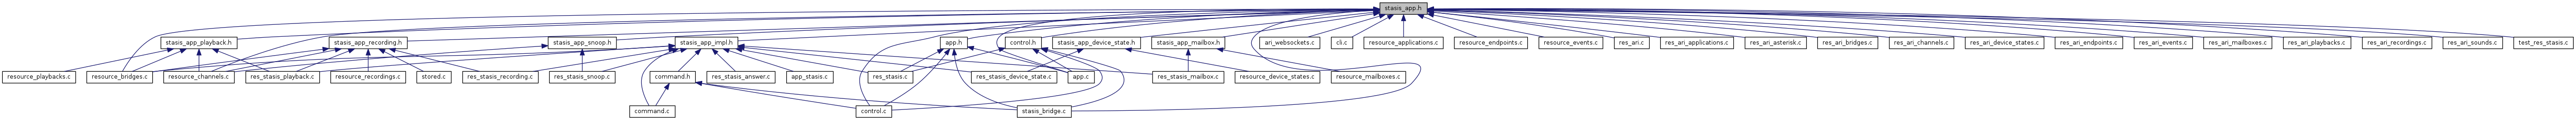 stasis_app.h
stasis_app_playback.h
stasis_app_recording.h
stasis_app_snoop.h
stasis_app_impl.h
app.h
control.h
stasis_app_device_state.h
stasis_app_mailbox.h
ari_websockets.c
cli.c
resource_applications.c
resource_endpoints.c
resource_events.c
res_ari.c
res_ari_applications.c
res_ari_asterisk.c
res_ari_bridges.c
res_ari_channels.c
res_ari_device_states.c
res_ari_endpoints.c
res_ari_events.c
res_ari_mailboxes.c
res_ari_playbacks.c
res_ari_recordings.c
res_ari_sounds.c
test_res_stasis.c
resource_playbacks.c
resource_bridges.c
resource_channels.c
res_stasis_playback.c
resource_recordings.c
stored.c
res_stasis_recording.c
res_stasis_snoop.c
command.h
res_stasis_answer.c
app_stasis.c
res_stasis.c
res_stasis_device_state.c
app.c
res_stasis_mailbox.c
resource_device_states.c
resource_mailboxes.c
command.c
control.c
stasis_bridge.c